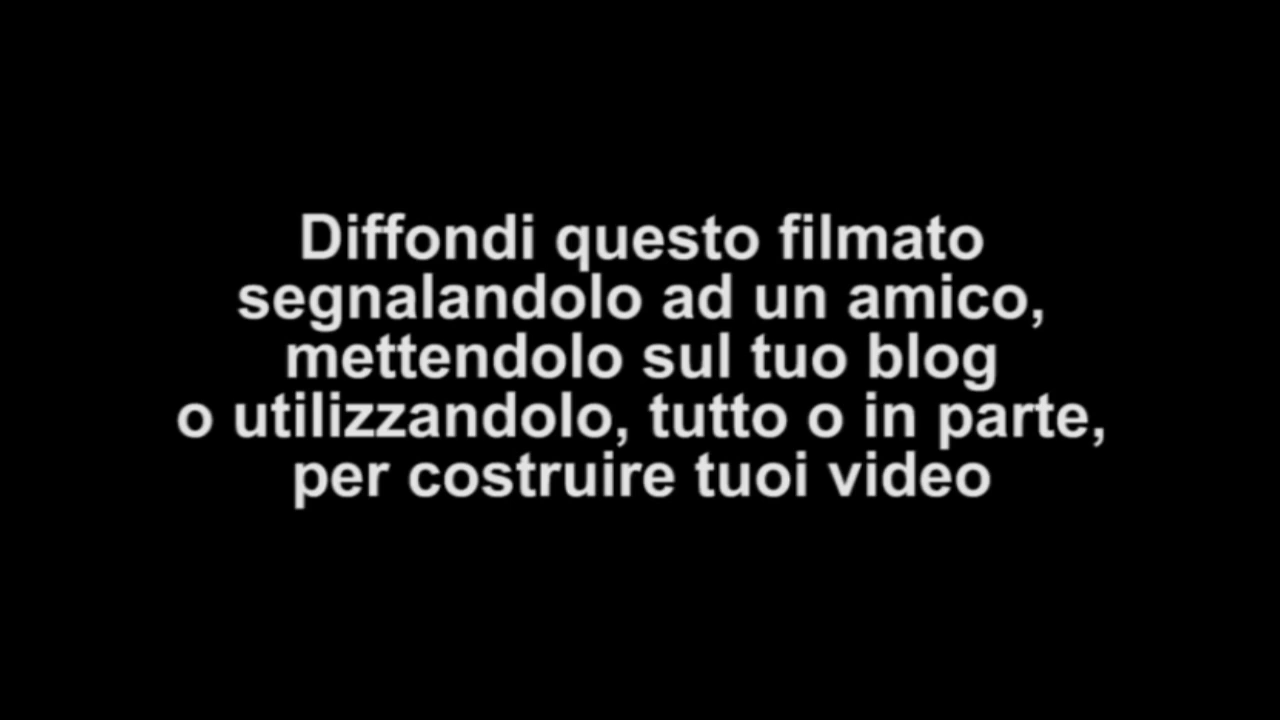 Diffondi questo filmato
segnalandolo ad un amico,
mettendolo sul tuo blog
o utilizzandolo, tutto o in parte,
per costruire tuoi video